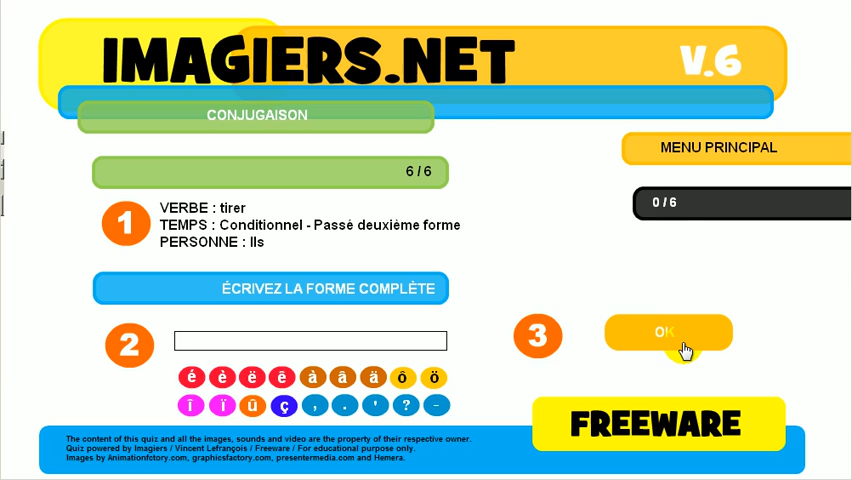 IMAGIERS.NET
V.6
CONJUGAISON
MENU PRINCIPAL
6 / 6
0 / 6
1
VERBE : tirer
TEMPS : Conditionnel - Passé deuxième forme
PERSONNE : Ils
ÉCRIVEZ LA FORME COMPLÈTE
2
3
OK
é è ë ê à â ä ô ö
î ï û ç , . ' ? -
FREEWARE
The content of this quiz and all the images, sounds and video are the property of their respective owner.
Quiz powered by Imagiers / Vincent Lefrançois / Freeware / For educational purpose only.
Images by Animationfctory.com, graphicsfactory.com, presentermedia.com and Hemera.